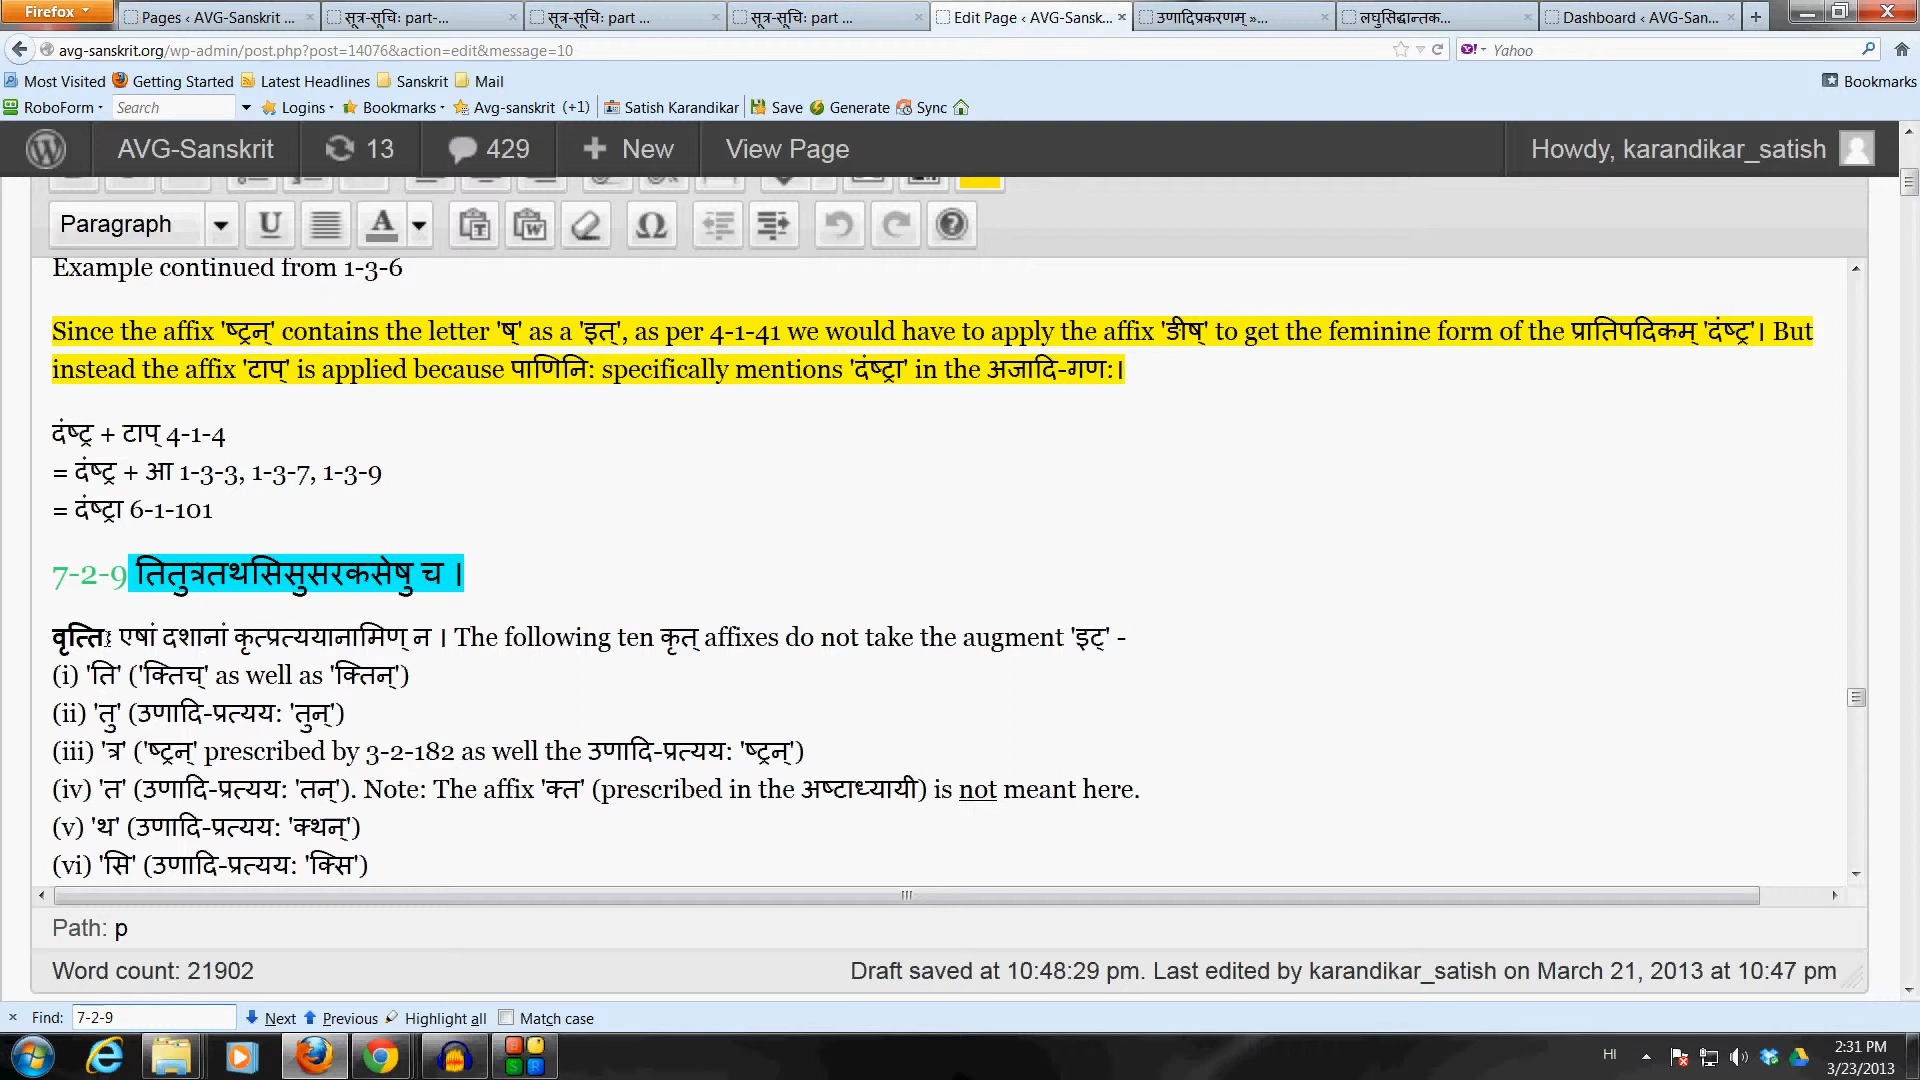 Firefox
Pages ‹ AVG-Sanskrit ...
सूत्र-सूचिः part-...
सूत्र-सूचिः part ...
सूत्र-सूचिः part ...
Edit Page ‹ AVG-Sansk...
उणादिप्रकरणम् »...
लघुसिद्धान्तक...
Dashboard ‹ AVG-San...
avg-sanskrit.org/wp-admin/post.php?post=14076&action=edit&message=10
Yahoo
Most Visited Getting Started Latest Headlines Sanskrit Mail
Bookmarks
RoboForm Search Logins Bookmarks Avg-sanskrit (+1) Satish Karandikar Save Generate Sync
AVG-Sanskrit 13 429 + New View Page
Howdy, karandikar_satish
Paragraph
Example continued from 1-3-6
Since the affix 'ष्ट्रन्' contains the letter 'ष्' as a 'इत्', as per 4-1-41 we would have to apply the affix 'ङीष्' to get the feminine form of the प्रातिपदिकम् 'दंष्ट्र'। But
instead the affix 'टाप्' is applied because पाणिनि: specifically mentions 'दंष्ट्रा' in the अजादि-गण:।
दंष्ट्र + टाप् 4-1-4
= दंष्ट्र + आ 1-3-3, 1-3-7, 1-3-9
= दंष्ट्रा 6-1-101
7-2-9 तितुत्रतथसिसुसरकसेषु च ।
वृत्तिः एषां दशानां कृत्प्रत्ययानामिण् न । The following ten कृत् affixes do not take the augment 'इट्' -
(i) 'ति' ('क्तिच्' as well as 'क्तिन्')
(ii) 'तु' (उणादि-प्रत्यय: 'तुन्')
(iii) 'त्र' ('ष्ट्रन्' prescribed by 3-2-182 as well the उणादि-प्रत्यय: 'ष्ट्रन्')
(iv) 'त' (उणादि-प्रत्यय: 'तन्'). Note: The affix 'क्त' (prescribed in the अष्टाध्यायी) is not meant here.
(v) 'थ' (उणादि-प्रत्यय: 'क्थन्')
(vi) 'सि' (उणादि-प्रत्यय: 'क्सि')
Path: p
Word count: 21902
Draft saved at 10:48:29 pm. Last edited by karandikar_satish on March 21, 2013 at 10:47 pm
× Find: 7-2-9 Next Previous Highlight all Match case
HI
2:31 PM
3/23/2013